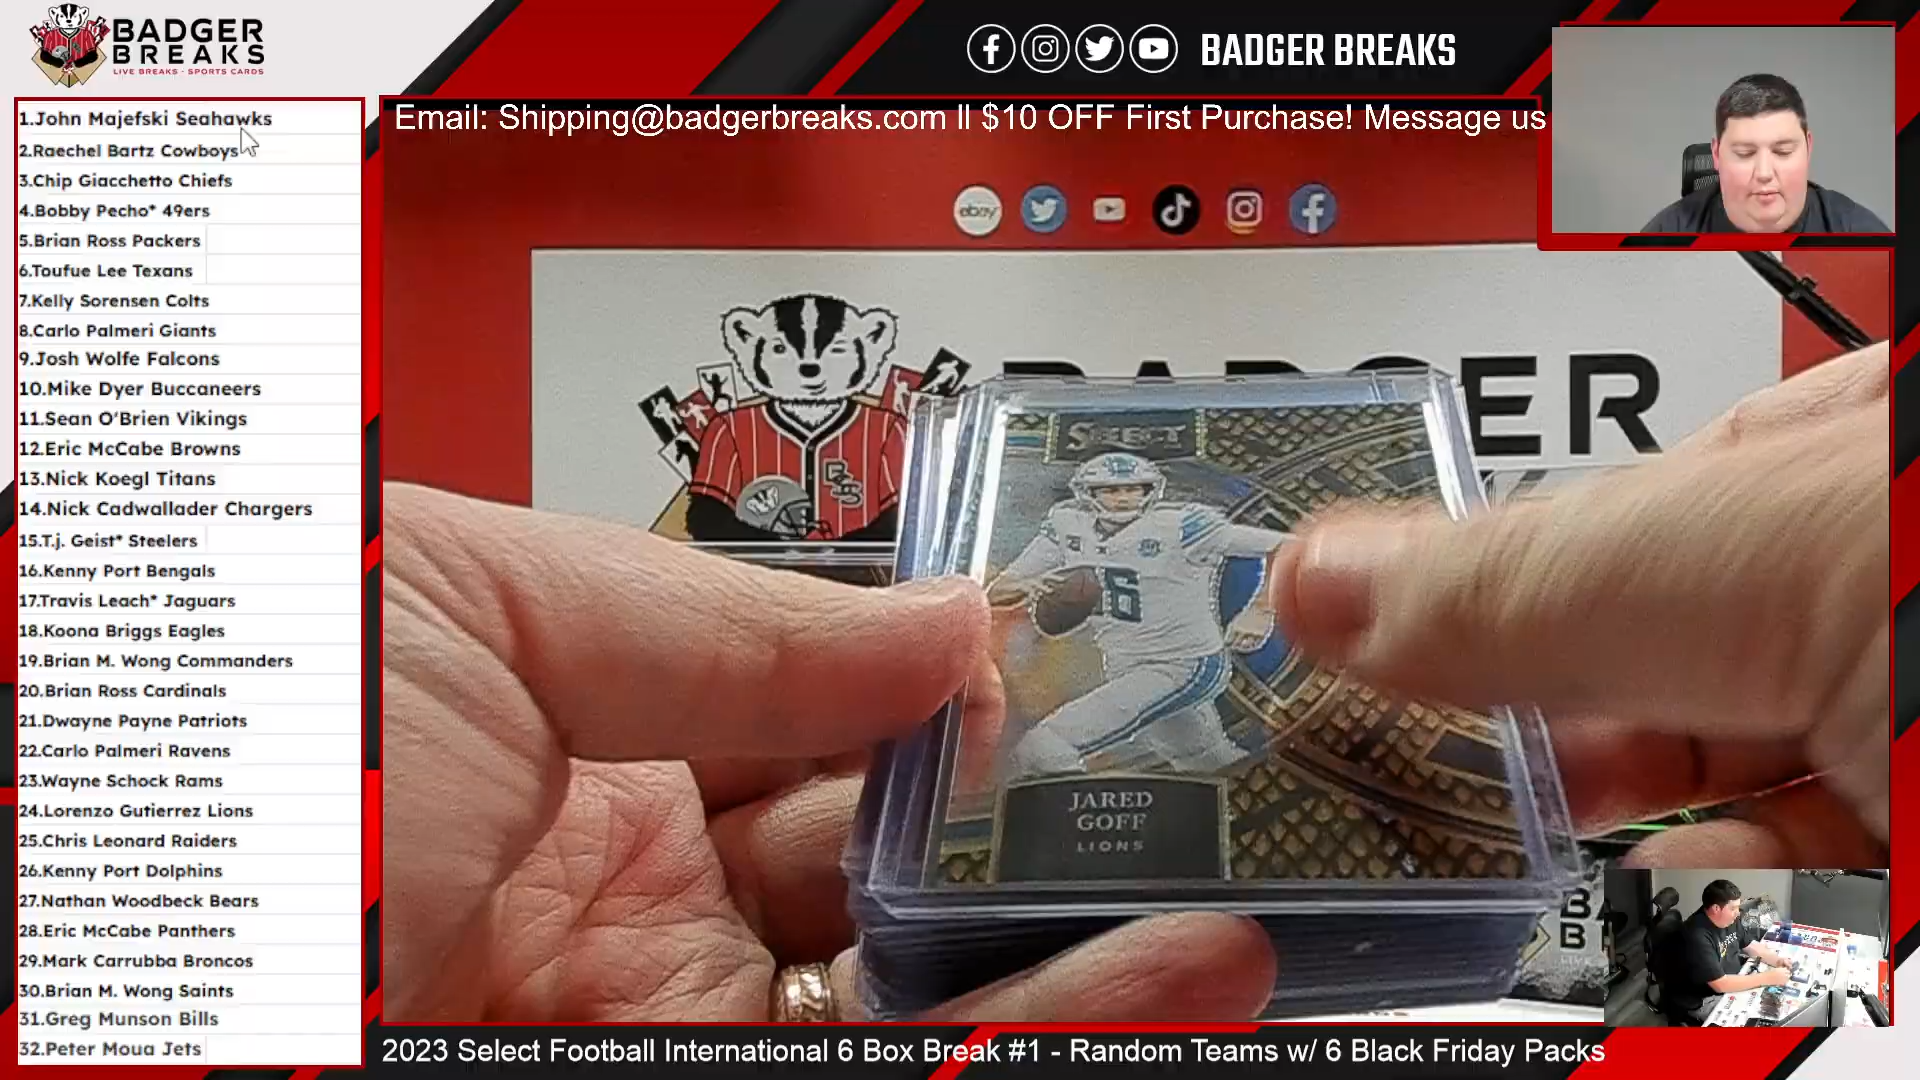 BADGER
BREAKS
LIVE BREAKS - SPORTS CARDS
BADGER BREAKS
Email: Shipping@badgerbreaks.com ll $10 OFF First Purchase! Message us
1.John Majefski Seahawks
2.Raechel Bartz Cowboys
3.Chip Giacchetto Chiefs
4.Bobby Pecho* 49ers
5.Brian Ross Packers
6.Toufue Lee Texans
7.Kelly Sorensen Colts
8.Carlo Palmeri Giants
9.Josh Wolfe Falcons
10.Mike Dyer Buccaneers
11.Sean O'Brien Vikings
12.Eric McCabe Browns
13.Nick Koegl Titans
14.Nick Cadwallader Chargers
15.T.j. Geist* Steelers
16.Kenny Port Bengals
17.Travis Leach* Jaguars
18.Koona Briggs Eagles
19.Brian M. Wong Commanders
20.Brian Ross Cardinals
21.Dwayne Payne Patriots
22.Carlo Palmeri Ravens
23.Wayne Schock Rams
24.Lorenzo Gutierrez Lions
25.Chris Leonard Raiders
26.Kenny Port Dolphins
27.Nathan Woodbeck Bears
28.Eric McCabe Panthers
29.Mark Carrubba Broncos
30.Brian M. Wong Saints
31.Greg Munson Bills
32.Peter Moua Jets
ebay
BADGER
SELECT
16
JARED
GOFF
LIONS
2023 Select Football International 6 Box Break #1 - Random Teams w/ 6 Black Friday Packs